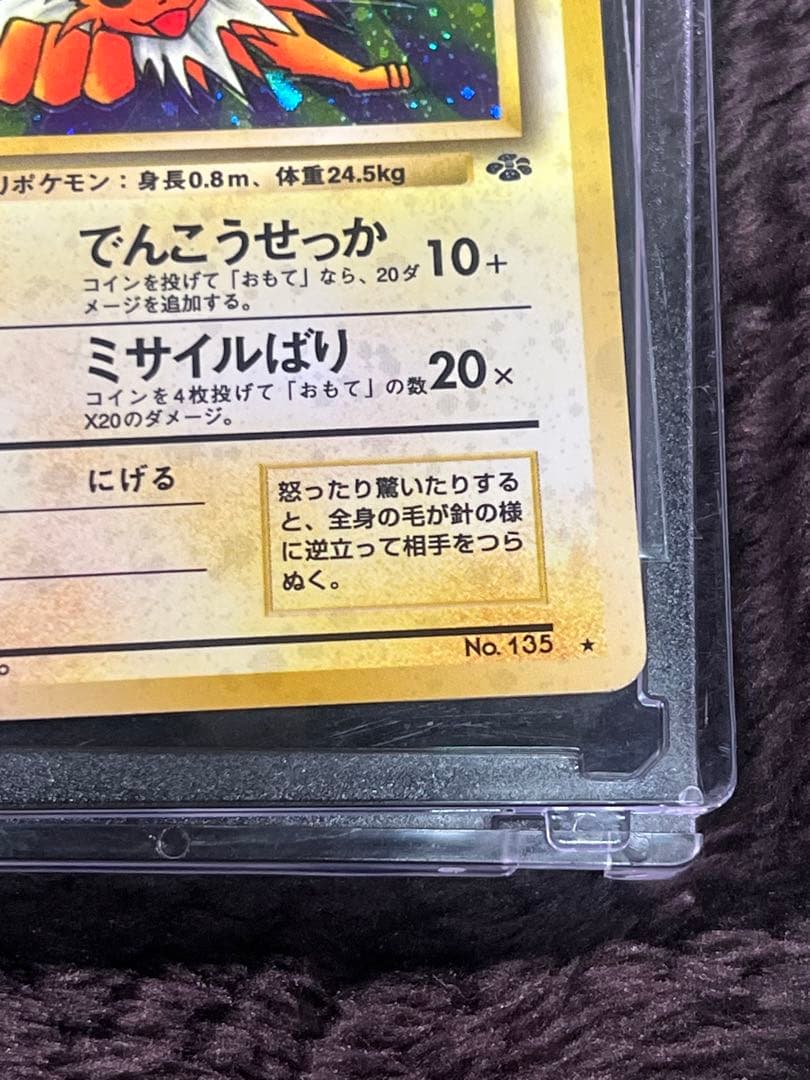 リポケモン：身長0.8m、体重24.5kg
でんこうせっか 10+
コインを投げて「おもて」なら、20ダ
メージを追加する。
ミサイルばり 20×
コインを4枚投げて「おもて」の数
X20のダメージ。
にげる
怒ったり驚いたりする
と、全身の毛が針の様
に逆立って相手をつら
ぬく。
No. 135 ★
。